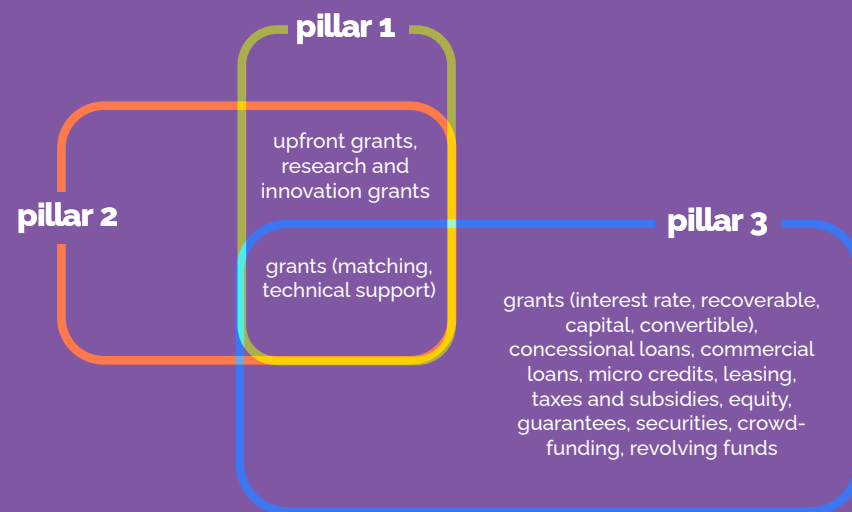 pillar 1
upfront grants,
research and
innovation grants
pillar 2
pillar 3
grants (matching,
technical support)
grants (interest rate, recoverable,
capital, convertible),
concessional loans, commercial
loans, micro credits, leasing,
taxes and subsidies, equity,
guarantees, securities, crowd-
funding, revolving funds